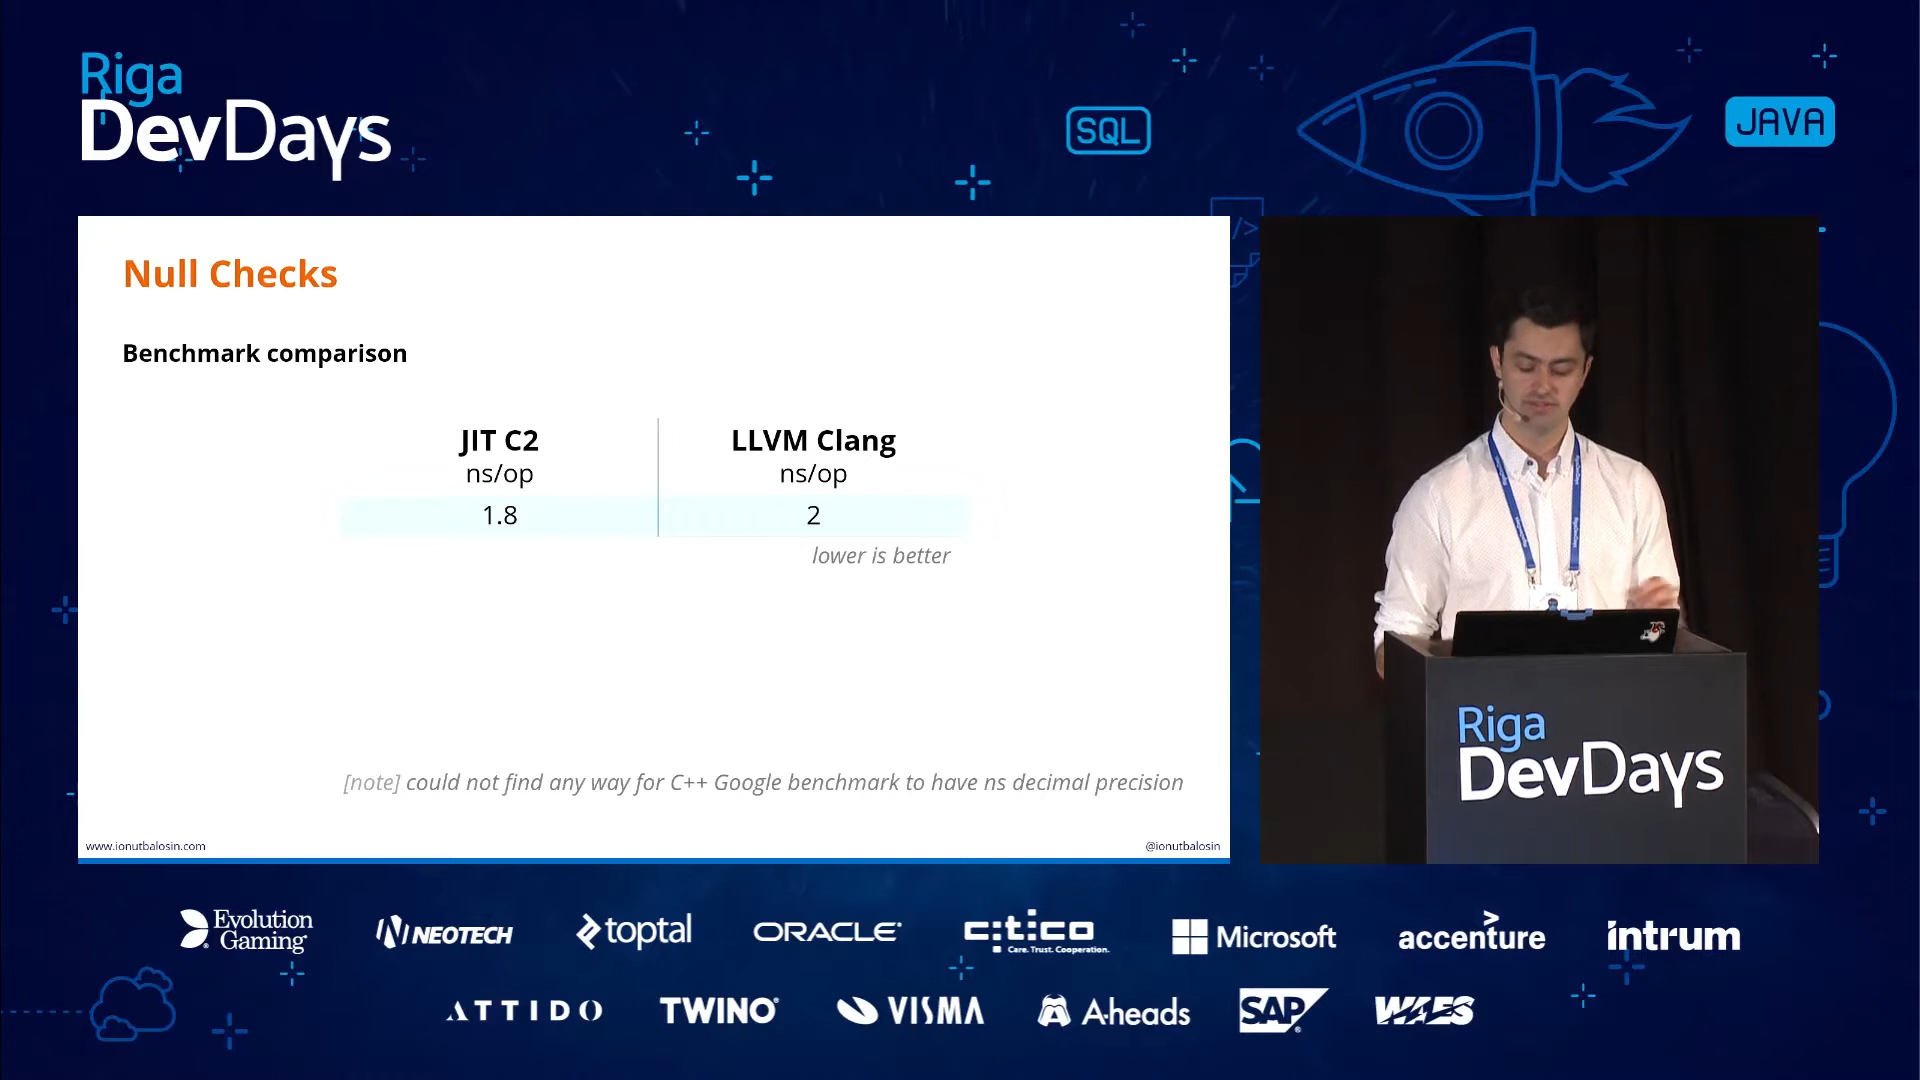 Riga
DevDays
SQL
JAVA
</>
Null Checks
Benchmark comparison
JIT C2
LLVM Clang
ns/op
ns/op
1.8
2
lower is better
[note] could not find any way for C++ Google benchmark to have ns decimal precision
www.ionutbalosin.com
@ionutbalosin
Riga
DevDays
Evolution
Gaming
NEOTECH
toptal
ORACLE
citico
Care. Trust. Cooperation.
Microsoft
accenture
intrum
ATTIDO
TWINO
VISMA
A-heads
SAP
WAES